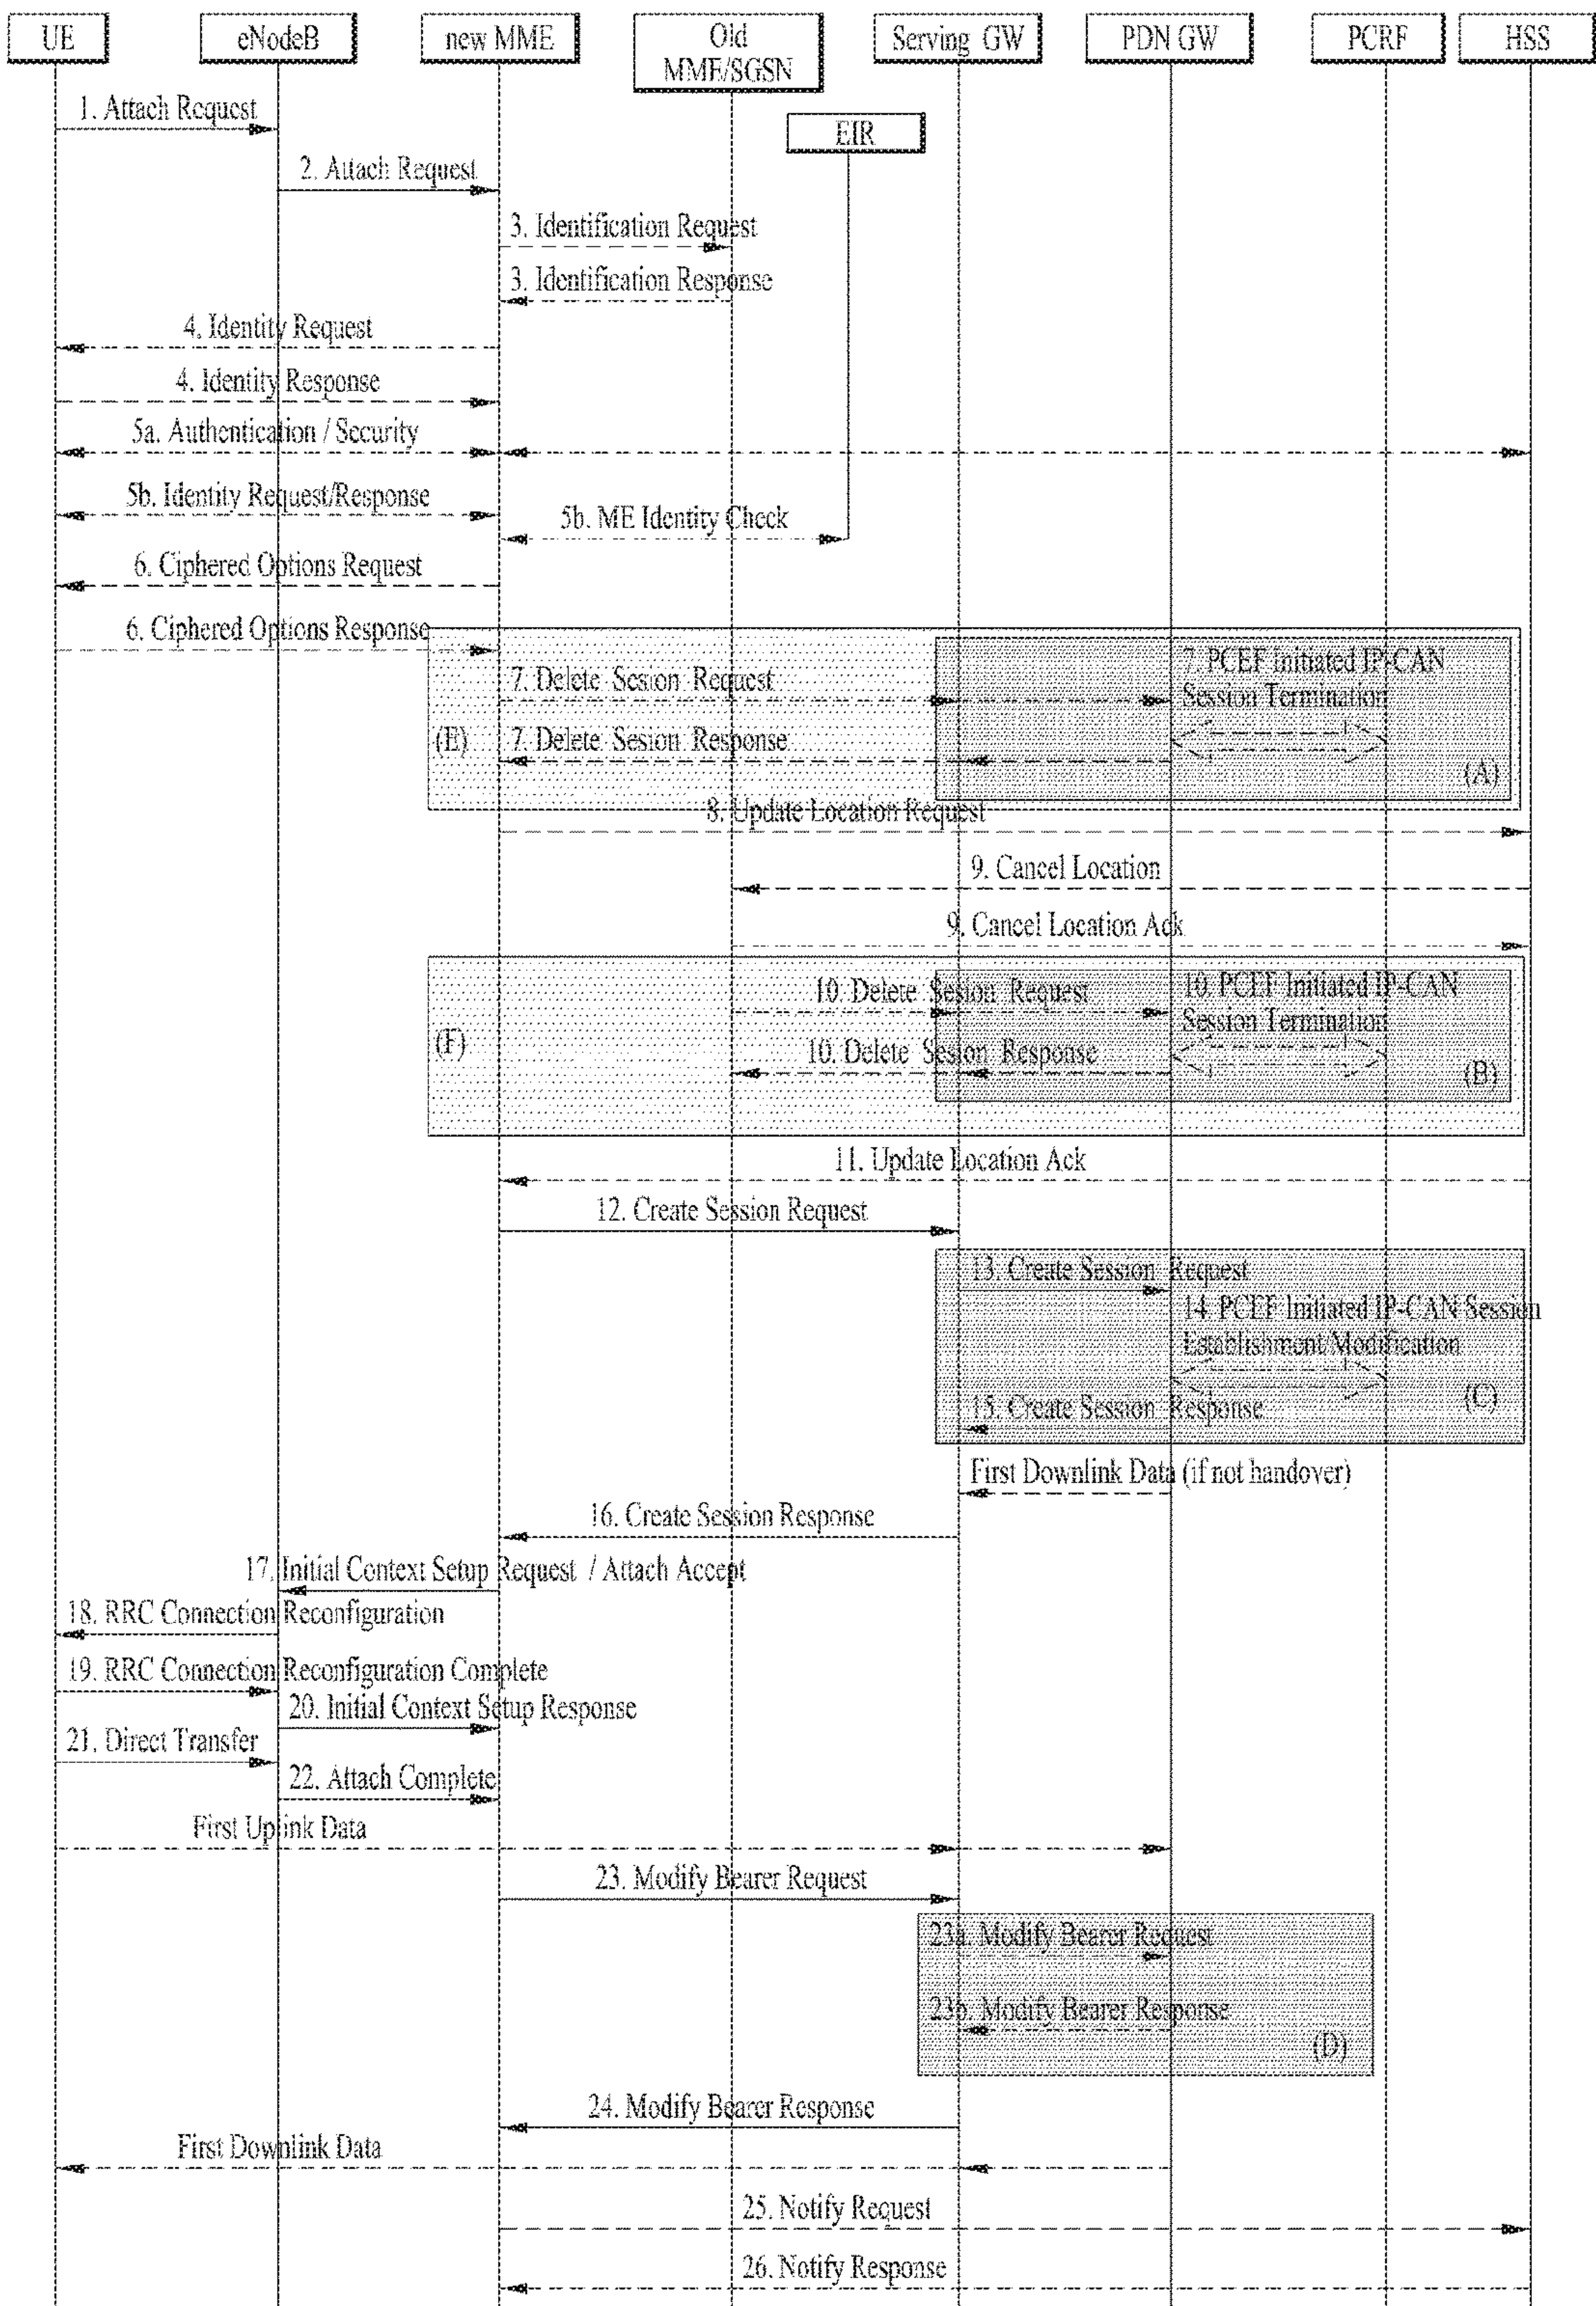 UE
eNodeB
new MME
Old
MME/SGSN
Serving GW
PDN GW
PCRF
HSS
EIR
1. Attach Request
2. Attach Request
3. Identification Request
3. Identification Response
4. Identity Request
4. Identity Response
5a. Authentication / Security
5b. Identity Request/Response
5b. ME Identity Check
6. Ciphered Options Request
6. Ciphered Options Response
7. PCEF Initiated IP-CAN
Session Termination
7. Delete Sesion Request
(E)
7. Delete Sesion Response
(A)
8. Update Location Request
9. Cancel Location
9. Cancel Location Ack
10. Delete Sesion Request
10. PCEF Initiated IP-CAN
Session Termination
(F)
10. Delete Sesion Response
(B)
11. Update Location Ack
12. Create Session Request
13. Create Session Request
14. PCEF Initiated IP-CAN Session
Establishment/Modification
(C)
15. Create Session Response
First Downlink Data (if not handover)
16. Create Session Response
17. Initial Context Setup Request / Attach Accept
18. RRC Connection Reconfiguration
19. RRC Connection Reconfiguration Complete
20. Initial Context Setup Response
21. Direct Transfer
22. Attach Complete
First Uplink Data
23. Modify Bearer Request
23a. Modify Bearer Request
23b. Modify Bearer Response
(D)
24. Modify Bearer Response
First Downlink Data
25. Notify Request
26. Notify Response